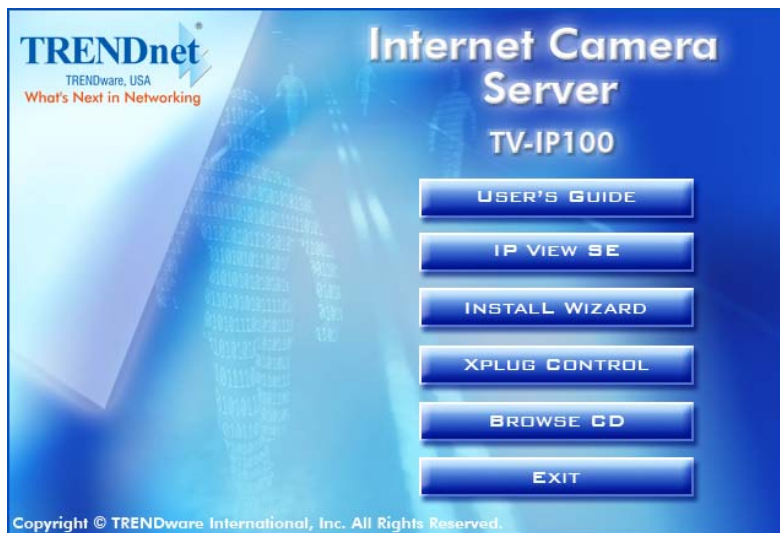 TRENDnet®
TRENDware, USA
What's Next in Networking
Internet Camera
Server
TV-IP100
USER'S GUIDE
IP VIEW SE
INSTALL WIZARD
XPLUG CONTROL
BROWSE CD
EXIT
Copyright © TRENDware International, Inc. All Rights Reserved.